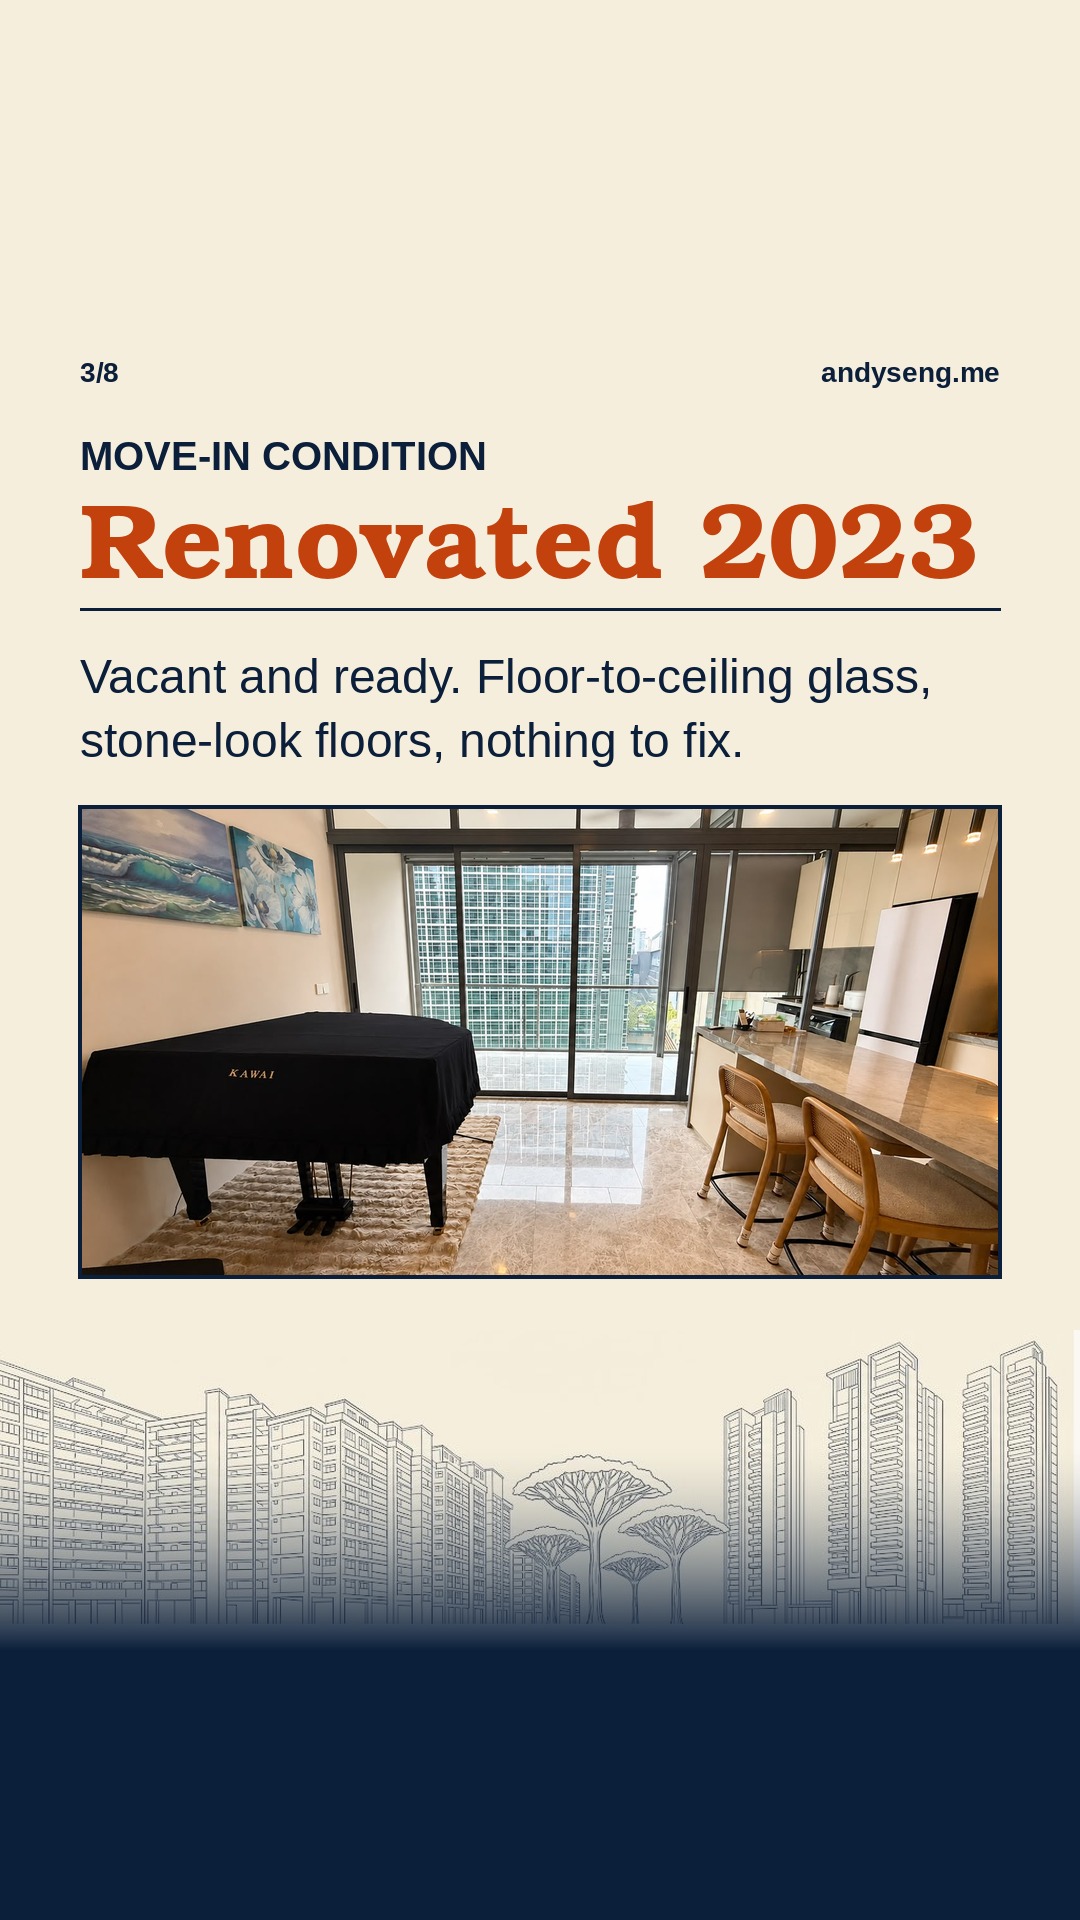 3/8
andyseng.me
MOVE-IN CONDITION
Renovated 2023
Vacant and ready. Floor-to-ceiling glass,
stone-look floors, nothing to fix.
KAWAI